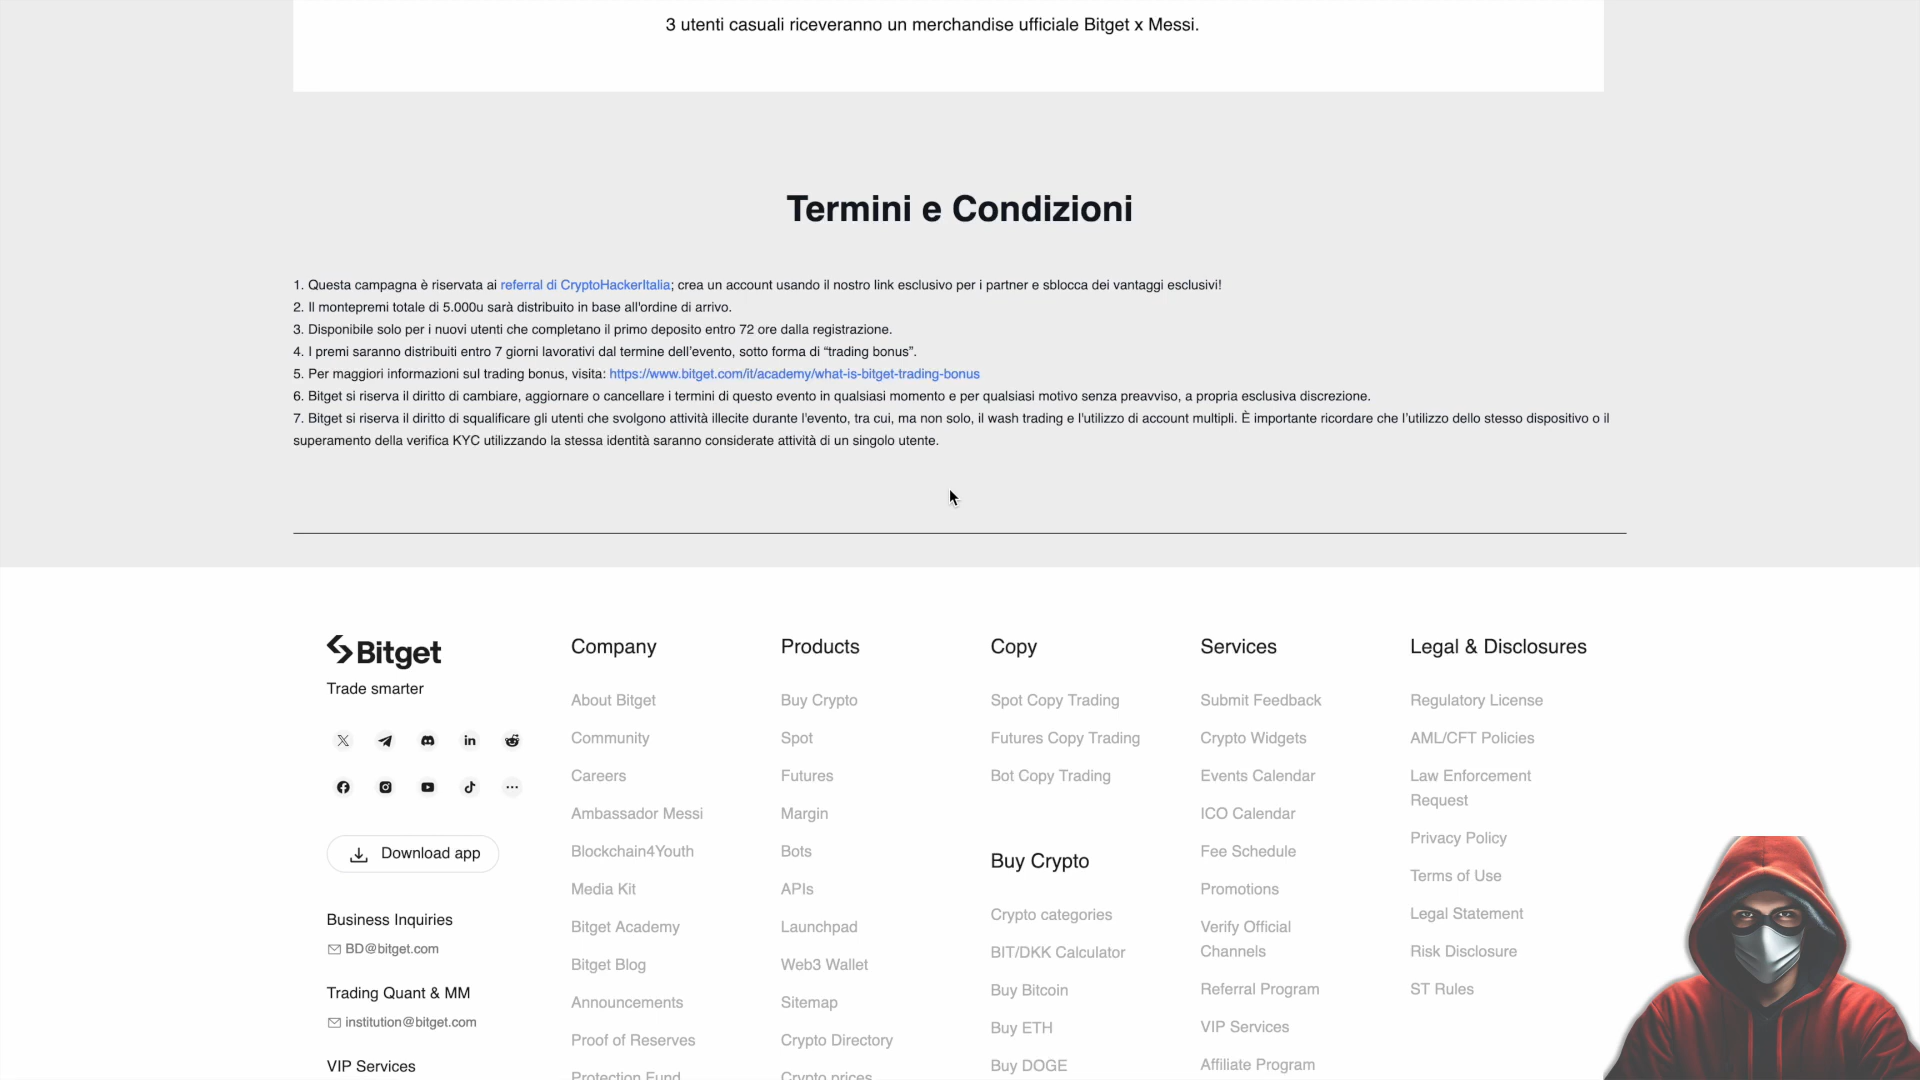 3 utenti casuali riceveranno un merchandise ufficiale Bitget x Messi.
Termini e Condizioni
1. Questa campagna è riservata ai referral di CryptoHackerItalia; crea un account usando il nostro link esclusivo per i partner e sblocca dei vantaggi esclusivi!
2. Il montepremi totale di 5.000u sarà distribuito in base all'ordine di arrivo.
3. Disponibile solo per i nuovi utenti che completano il primo deposito entro 72 ore dalla registrazione.
4. I premi saranno distribuiti entro 7 giorni lavorativi dal termine dell’evento, sotto forma di “trading bonus”.
5. Per maggiori informazioni sul trading bonus, visita: https://www.bitget.com/it/academy/what-is-bitget-trading-bonus
6. Bitget si riserva il diritto di cambiare, aggiornare o cancellare i termini di questo evento in qualsiasi momento e per qualsiasi motivo senza preavviso, a propria esclusiva discrezione.
7. Bitget si riserva il diritto di squalificare gli utenti che svolgono attività illecite durante l'evento, tra cui, ma non solo, il wash trading e l'utilizzo di account multipli. È importante ricordare che l’utilizzo dello stesso dispositivo o il
superamento della verifica KYC utilizzando la stessa identità saranno considerate attività di un singolo utente.
Bitget
Trade smarter
Download app
Business Inquiries
BD@bitget.com
Trading Quant & MM
institution@bitget.com
VIP Services
Company
About Bitget
Community
Careers
Ambassador Messi
Blockchain4Youth
Media Kit
Bitget Academy
Bitget Blog
Announcements
Proof of Reserves
Protection Fund
Products
Buy Crypto
Spot
Futures
Margin
Bots
APIs
Launchpad
Web3 Wallet
Sitemap
Crypto Directory
Crypto prices
Copy
Spot Copy Trading
Futures Copy Trading
Bot Copy Trading
Buy Crypto
Crypto categories
BIT/DKK Calculator
Buy Bitcoin
Buy ETH
Buy DOGE
Services
Submit Feedback
Crypto Widgets
Events Calendar
ICO Calendar
Fee Schedule
Promotions
Verify Official
Channels
Referral Program
VIP Services
Affiliate Program
Legal & Disclosures
Regulatory License
AML/CFT Policies
Law Enforcement
Request
Privacy Policy
Terms of Use
Legal Statement
Risk Disclosure
ST Rules